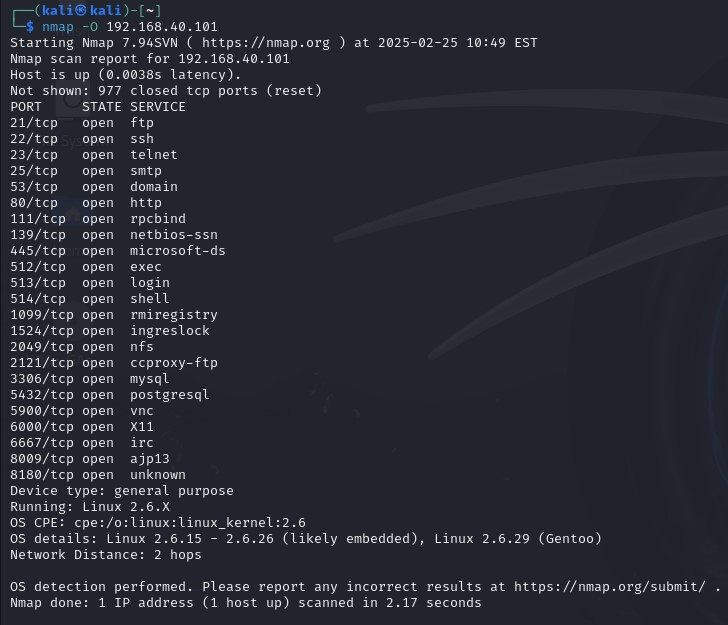 ┌──(kali㉿kali)-[~]
└─$ nmap -O 192.168.40.101
Starting Nmap 7.94SVN ( https://nmap.org ) at 2025-02-25 10:49 EST
Nmap scan report for 192.168.40.101
Host is up (0.0038s latency).
Not shown: 977 closed tcp ports (reset)
PORT     STATE SERVICE
21/tcp   open  ftp
22/tcp   open  ssh
23/tcp   open  telnet
25/tcp   open  smtp
53/tcp   open  domain
80/tcp   open  http
111/tcp  open  rpcbind
139/tcp  open  netbios-ssn
445/tcp  open  microsoft-ds
512/tcp  open  exec
513/tcp  open  login
514/tcp  open  shell
1099/tcp open  rmiregistry
1524/tcp open  ingreslock
2049/tcp open  nfs
2121/tcp open  ccproxy-ftp
3306/tcp open  mysql
5432/tcp open  postgresql
5900/tcp open  vnc
6000/tcp open  X11
6667/tcp open  irc
8009/tcp open  ajp13
8180/tcp open  unknown
Device type: general purpose
Running: Linux 2.6.X
OS CPE: cpe:/o:linux:linux_kernel:2.6
OS details: Linux 2.6.15 - 2.6.26 (likely embedded), Linux 2.6.29 (Gentoo)
Network Distance: 2 hops

OS detection performed. Please report any incorrect results at https://nmap.org/submit/ .
Nmap done: 1 IP address (1 host up) scanned in 2.17 seconds